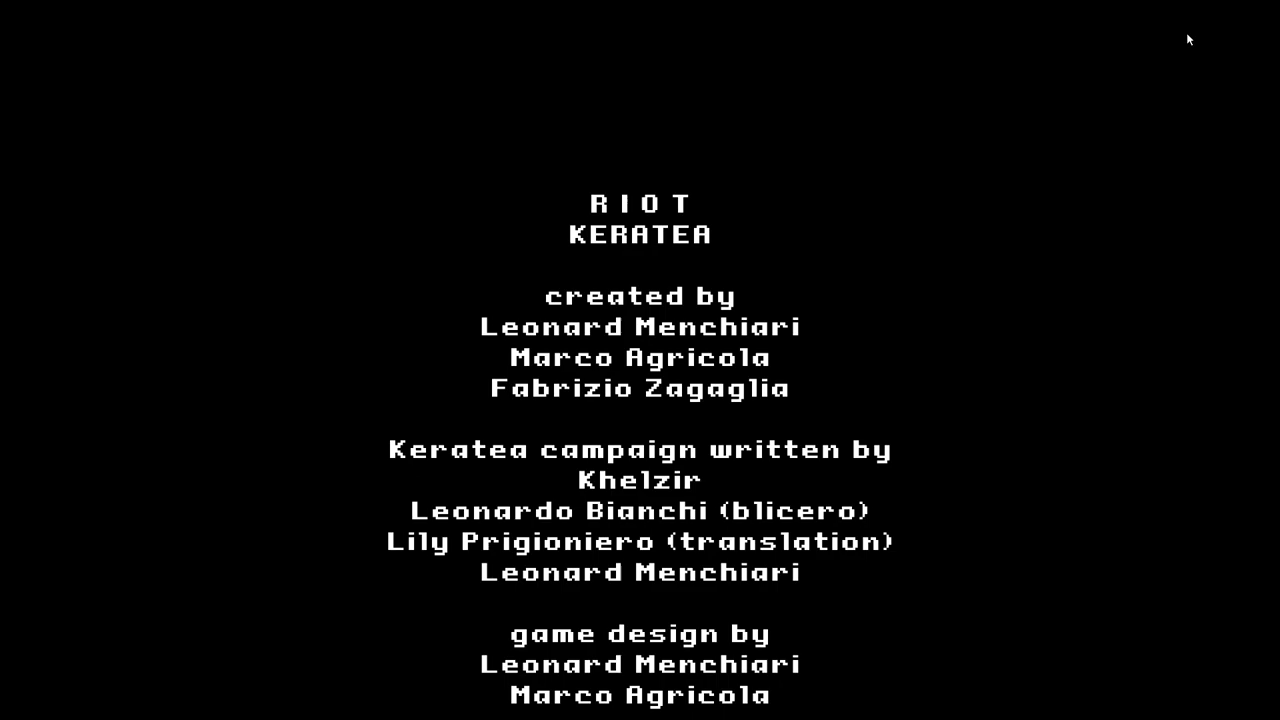 R I O T
KERATEA
created by
Leonard Menchiari
Marco Agricola
Fabrizio Zagaglia
Keratea campaign written by
Khelzir
Leonardo Bianchi (blicero)
Lily Prigioniero (translation)
Leonard Menchiari
game design by
Leonard Menchiari
Marco Agricola